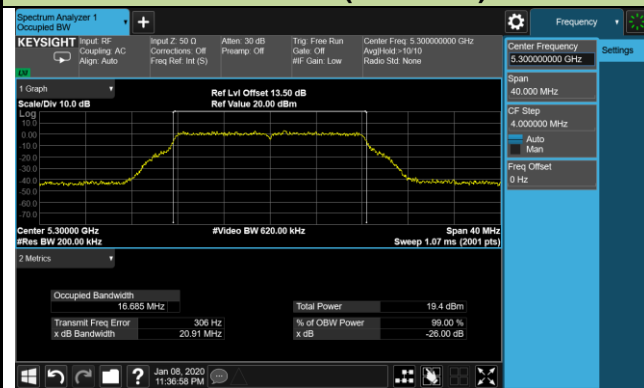 Spectrum Analyzer 1
Occupied BW
Frequency
KEYSIGHT
Input: RF
Coupling: AC
Align: Auto
Input Z: 50 Ω
Corrections: Off
Freq Ref: Int (S)
Atten: 30 dB
Preamp: Off
Trig: Free Run
Gate: Off
#IF Gain: Low
Center Freq: 5.300000000 GHz
Avg|Hold:>10/10
Radio Std: None
Center Frequency
5.30000000 GHz
Settings
Span
40.000 MHz
CF Step
4.000000 MHz
Auto
Man
Freq Offset
0 Hz
1 Graph
Scale/Div 10.0 dB
Ref Lvl Offset 13.50 dB
Ref Value 20.00 dBm
Log
10.0
0.00
-10.0
-20.0
-30.0
-40.0
-50.0
-60.0
-70.0
Center 5.30000 GHz
#Video BW 620.00 kHz
Span 40 MHz
#Res BW 200.00 kHz
Sweep 1.07 ms (2001 pts)
2 Metrics
Occupied Bandwidth
16.685 MHz
Total Power 19.4 dBm
Transmit Freq Error 306 Hz
% of OBW Power 99.00 %
x dB Bandwidth 20.91 MHz
x dB -26.00 dB
Jan 08, 2020
11:36:58 PM